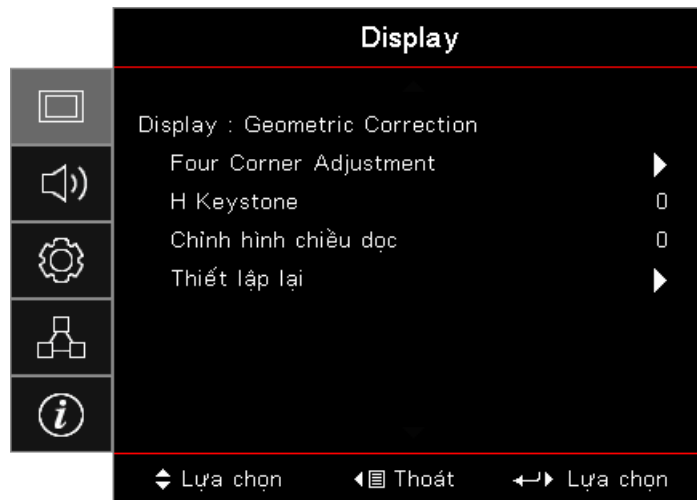 Display
Display : Geometric Correction
Four Corner Adjustment
H Keystone 0
Chỉnh hình chiều dọc 0
Thiết lập lại
Lựa chọn Thoát Lựa chọn